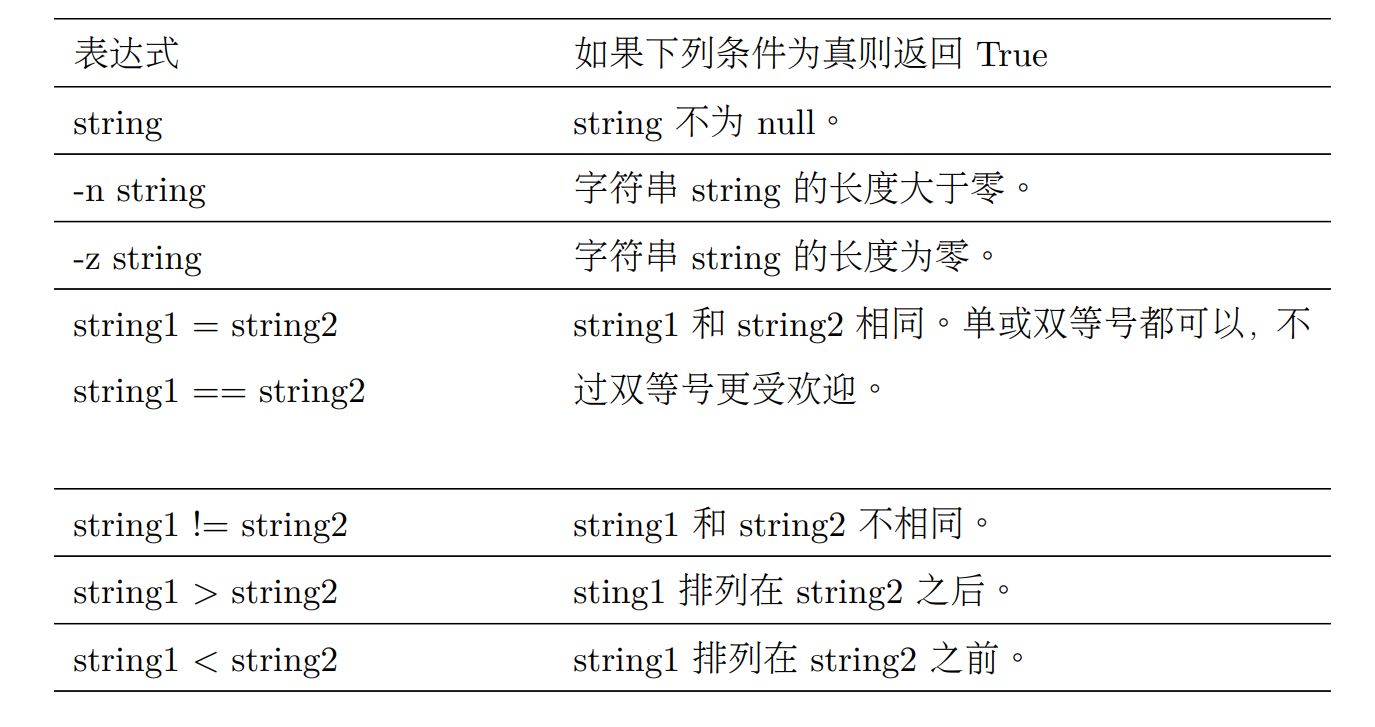 表达式 如果下列条件为真则返回 True
string string 不为 null。
-n string 字符串 string 的长度大于零。
-z string 字符串 string 的长度为零。
string1 = string2 string1 和 string2 相同。单或双等号都可以, 不
string1 == string2 过双等号更受欢迎。
string1 != string2 string1 和 string2 不相同。
string1 > string2 sting1 排列在 string2 之后。
string1 < string2 string1 排列在 string2 之前。